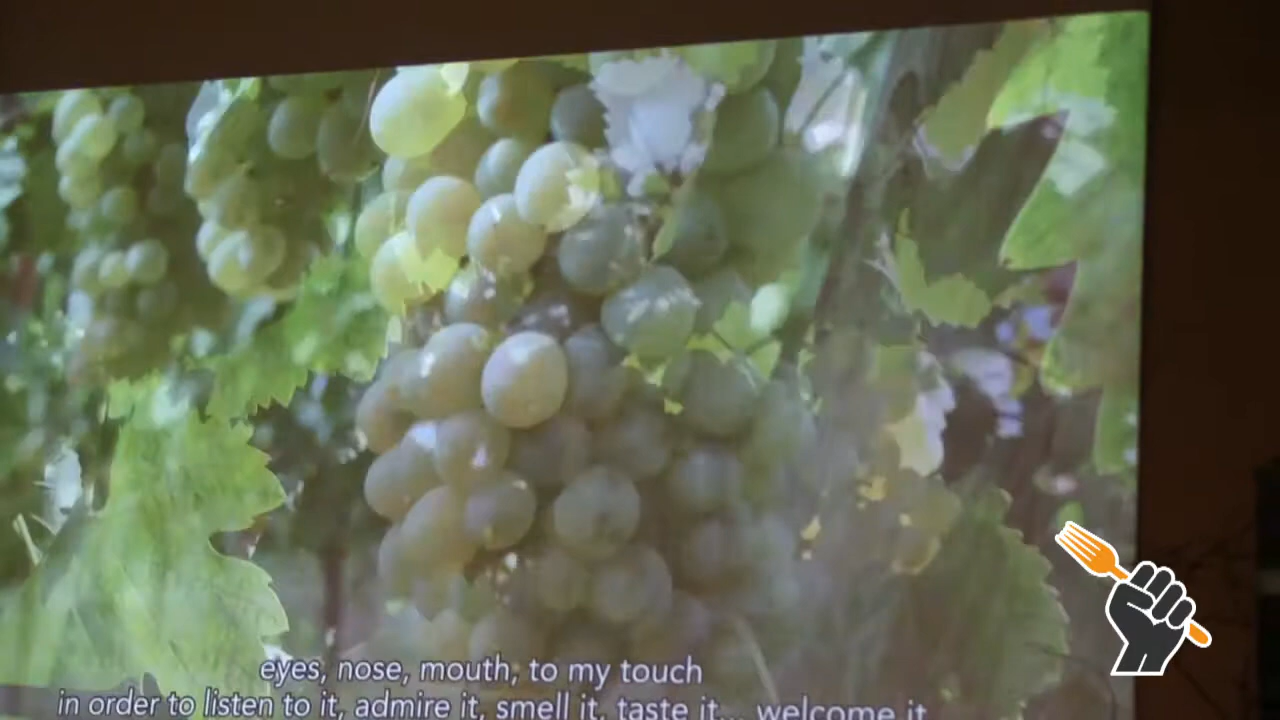 eyes, nose, mouth, to my touch
in order to listen to it, admire it, smell it, taste it... welcome it